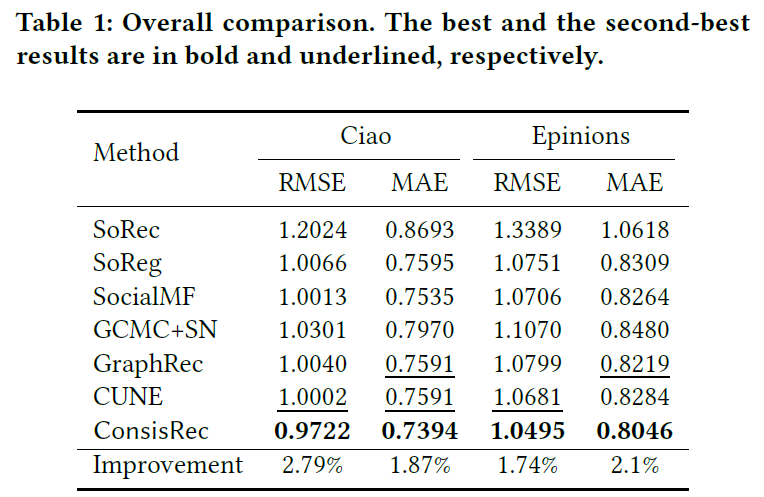 Table 1: Overall comparison. The best and the second-best
results are in bold and underlined, respectively.
Method Ciao Epinions
RMSE MAE RMSE MAE
SoRec 1.2024 0.8693 1.3389 1.0618
SoReg 1.0066 0.7595 1.0751 0.8309
SocialMF 1.0013 0.7535 1.0706 0.8264
GCMC+SN 1.0301 0.7970 1.1070 0.8480
GraphRec 1.0040 0.7591 1.0799 0.8219
CUNE 1.0002 0.7591 1.0681 0.8284
ConsisRec 0.9722 0.7394 1.0495 0.8046
Improvement 2.79% 1.87% 1.74% 2.1%